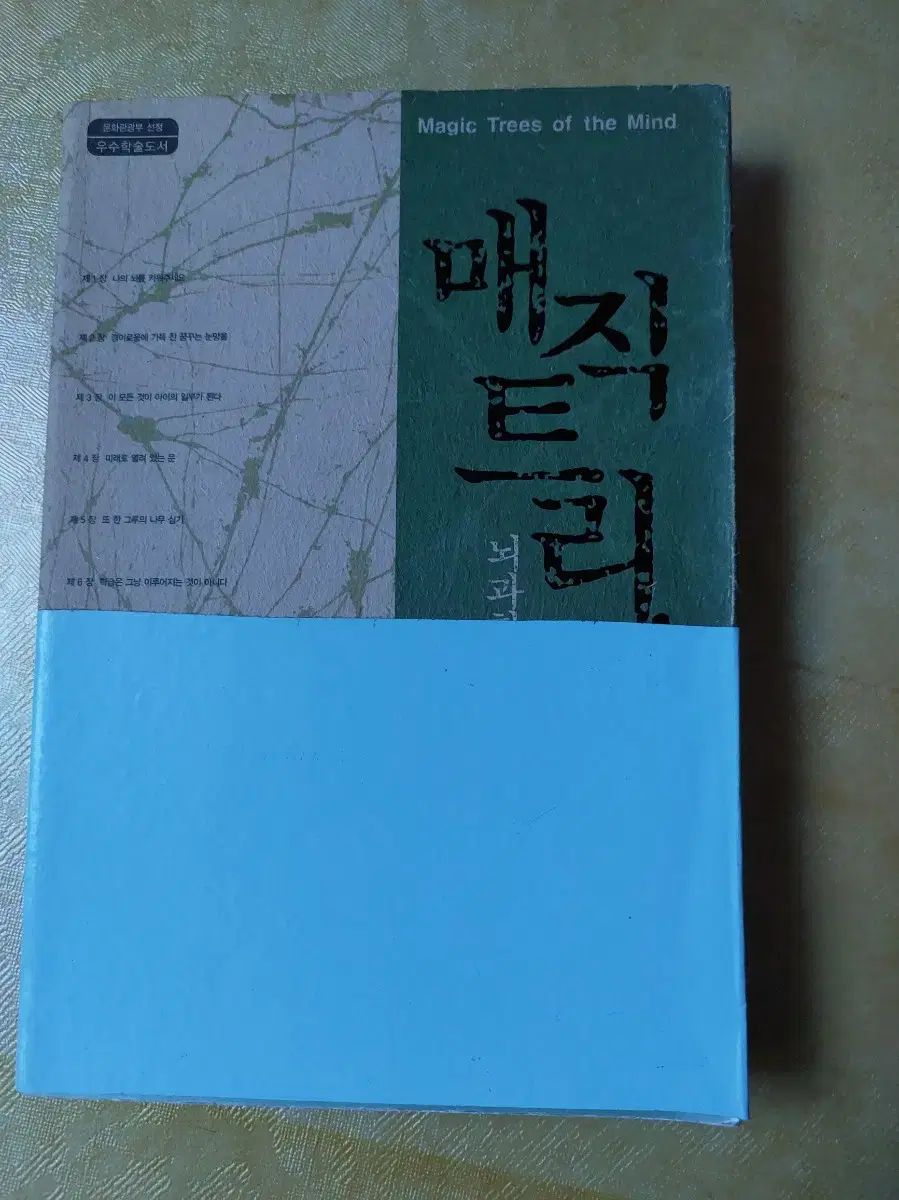 문화관광부 선정
우수학술도서
Magic Trees of the Mind
매직트리
제 1 장 나의 뇌를 키워주세요
제 2 장 경이로움에 가득 찬 꿈꾸는 눈망울
제 3 장 이 모든 것이 아이의 일부가 된다
제 4 장 미래로 열려 있는 문
제 5 장 또 한 그루의 나무 심기
제 6 장 학습은 그냥 이루어지는 것이 아니다